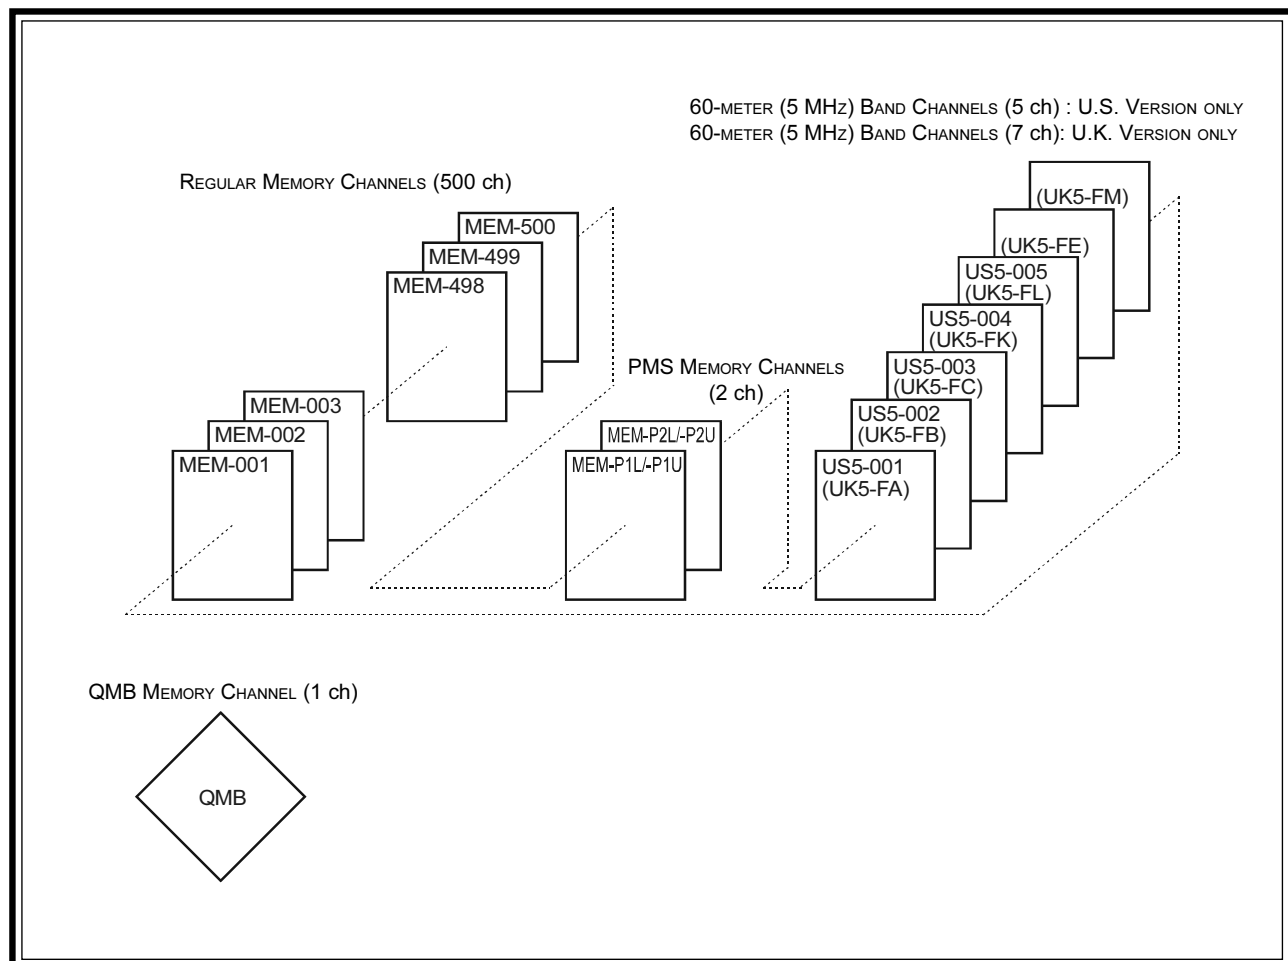 60-METER (5 MHZ) BAND CHANNELS (5 ch) : U.S. VERSION ONLY
60-METER (5 MHZ) BAND CHANNELS (7 ch): U.K. VERSION ONLY
REGULAR MEMORY CHANNELS (500 ch)
MEM-500
MEM-499
MEM-498
MEM-003
MEM-002
MEM-001
PMS MEMORY CHANNELS
(2 ch)
MEM-P2L/-P2U
MEM-P1L/-P1U
(UK5-FM)
(UK5-FE)
US5-005
(UK5-FL)
US5-004
(UK5-FK)
US5-003
(UK5-FC)
US5-002
(UK5-FB)
US5-001
(UK5-FA)
QMB MEMORY CHANNEL (1 ch)
QMB